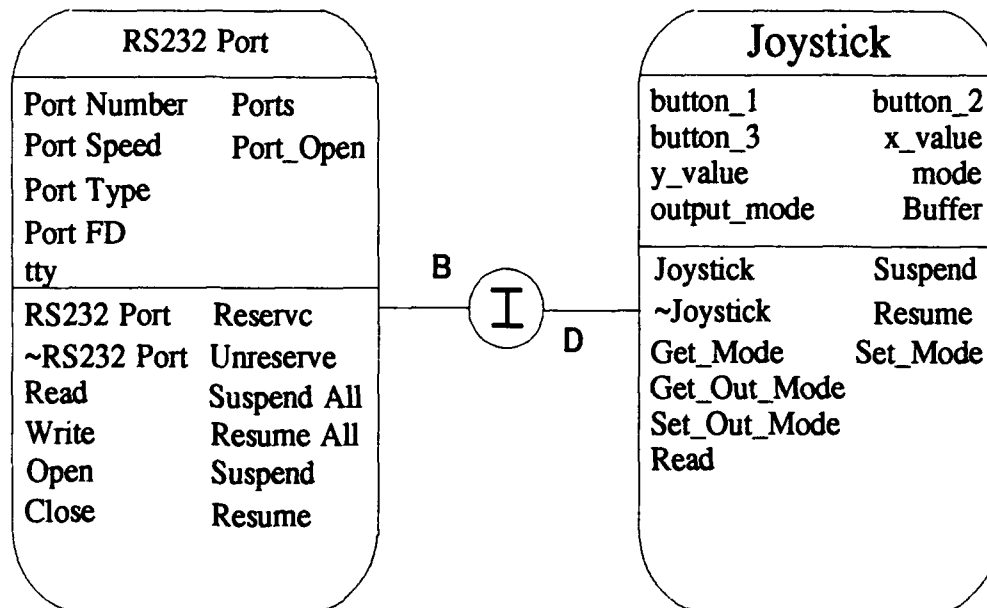 RS232 Port
Port Number Ports
Port Speed Port_Open
Port Type
Port FD
tty
RS232 Port Reservc
~RS232 Port Unreserve
Read Suspend All
Write Resume All
Open Suspend
Close Resume
B
I
D
Joystick
button_1 button_2
button_3 x_value
y_value mode
output_mode Buffer
Joystick Suspend
~Joystick Resume
Get_Mode Set_Mode
Get_Out_Mode
Set_Out_Mode
Read